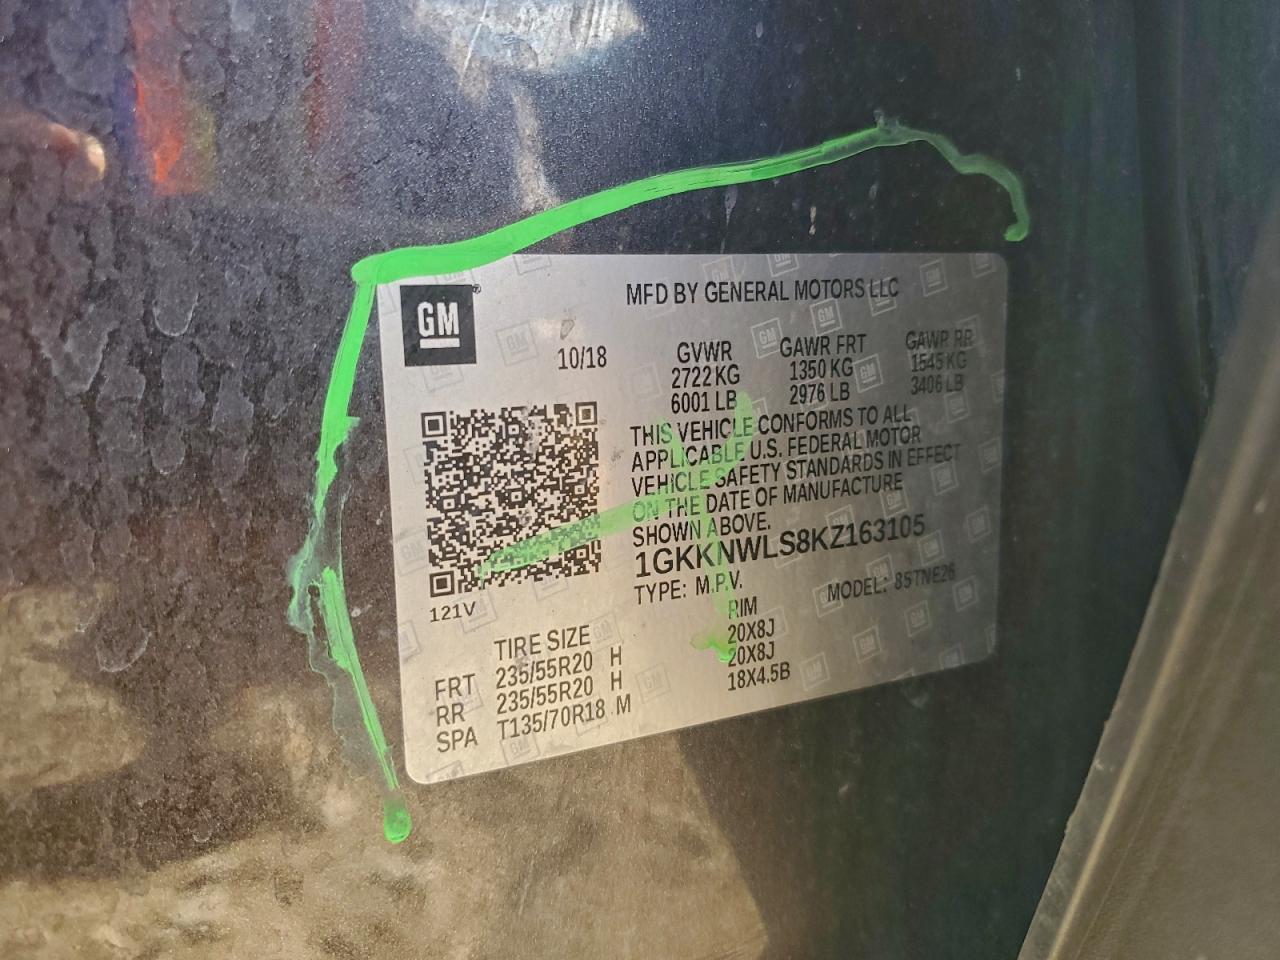 GM
MFD BY GENERAL MOTORS LLC
10/18
GVWR GAWR FRT GAWR RR
2722 KG 1350 KG 1545 KG
6001 LB 2976 LB 3406 LB
THIS VEHICLE CONFORMS TO ALL
APPLICABLE U.S. FEDERAL MOTOR
VEHICLE SAFETY STANDARDS IN EFFECT
ON THE DATE OF MANUFACTURE
SHOWN ABOVE.
1GKKNWLS8KZ163105
TYPE: M.P.V. MODEL: 85TNE26
121V
TIRE SIZE RIM
FRT 235/55R20 H 20X8J
RR 235/55R20 H 20X8J
SPA T135/70R18 M 18X4.5B